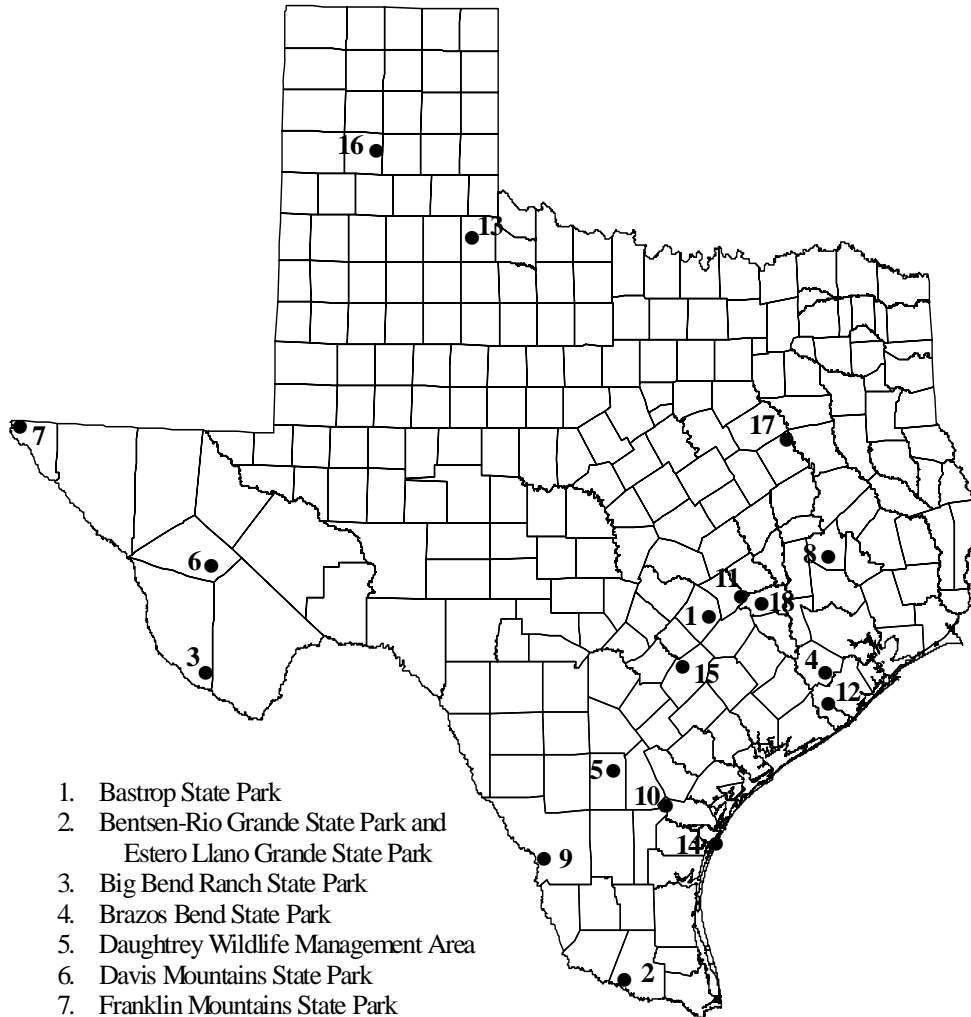 16
13
7
17
6
8
11
18
1
3
15
4
12
5
10
14
9
2
1. Bastrop State Park
2. Bentsen-Rio Grande State Park and
Estero Llano Grande State Park
3. Big Bend Ranch State Park
4. Brazos Bend State Park
5. Daughtrey Wildlife Management Area
6. Davis Mountains State Park
7. Franklin Mountains State Park